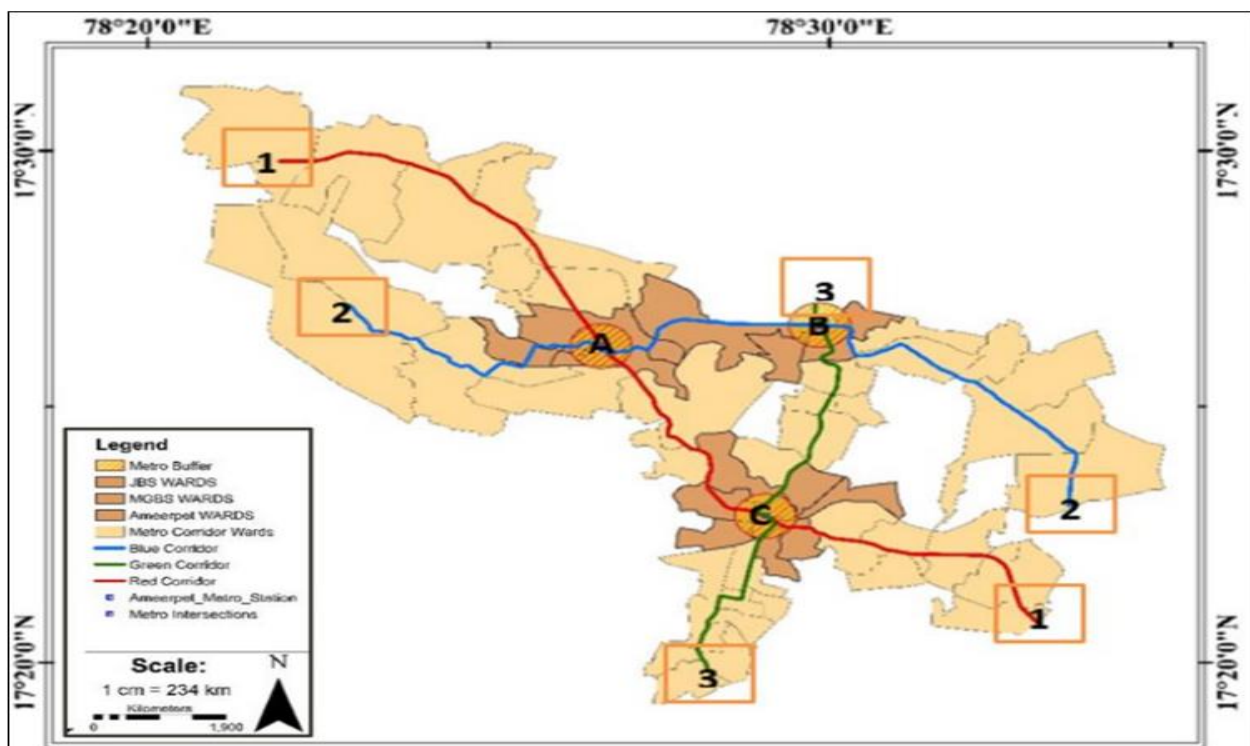 78°20'0"E 78°30'0"E
17°30'0"N 17°30'0"N
1
3
2
B
A
Legend
Metro Buffer
JBS WARDS
MGBS WARDS
Ameerpet WARDS
Metro Corridor Wards
Blue Corridor
Green Corridor
Red Corridor
Ameerpet_Metro_Station
Metro Intersections
C
2
1
3
Scale:
N
1 cm = 234 km
Kilometers
0 1,900
17°20'0"N 17°20'0"N